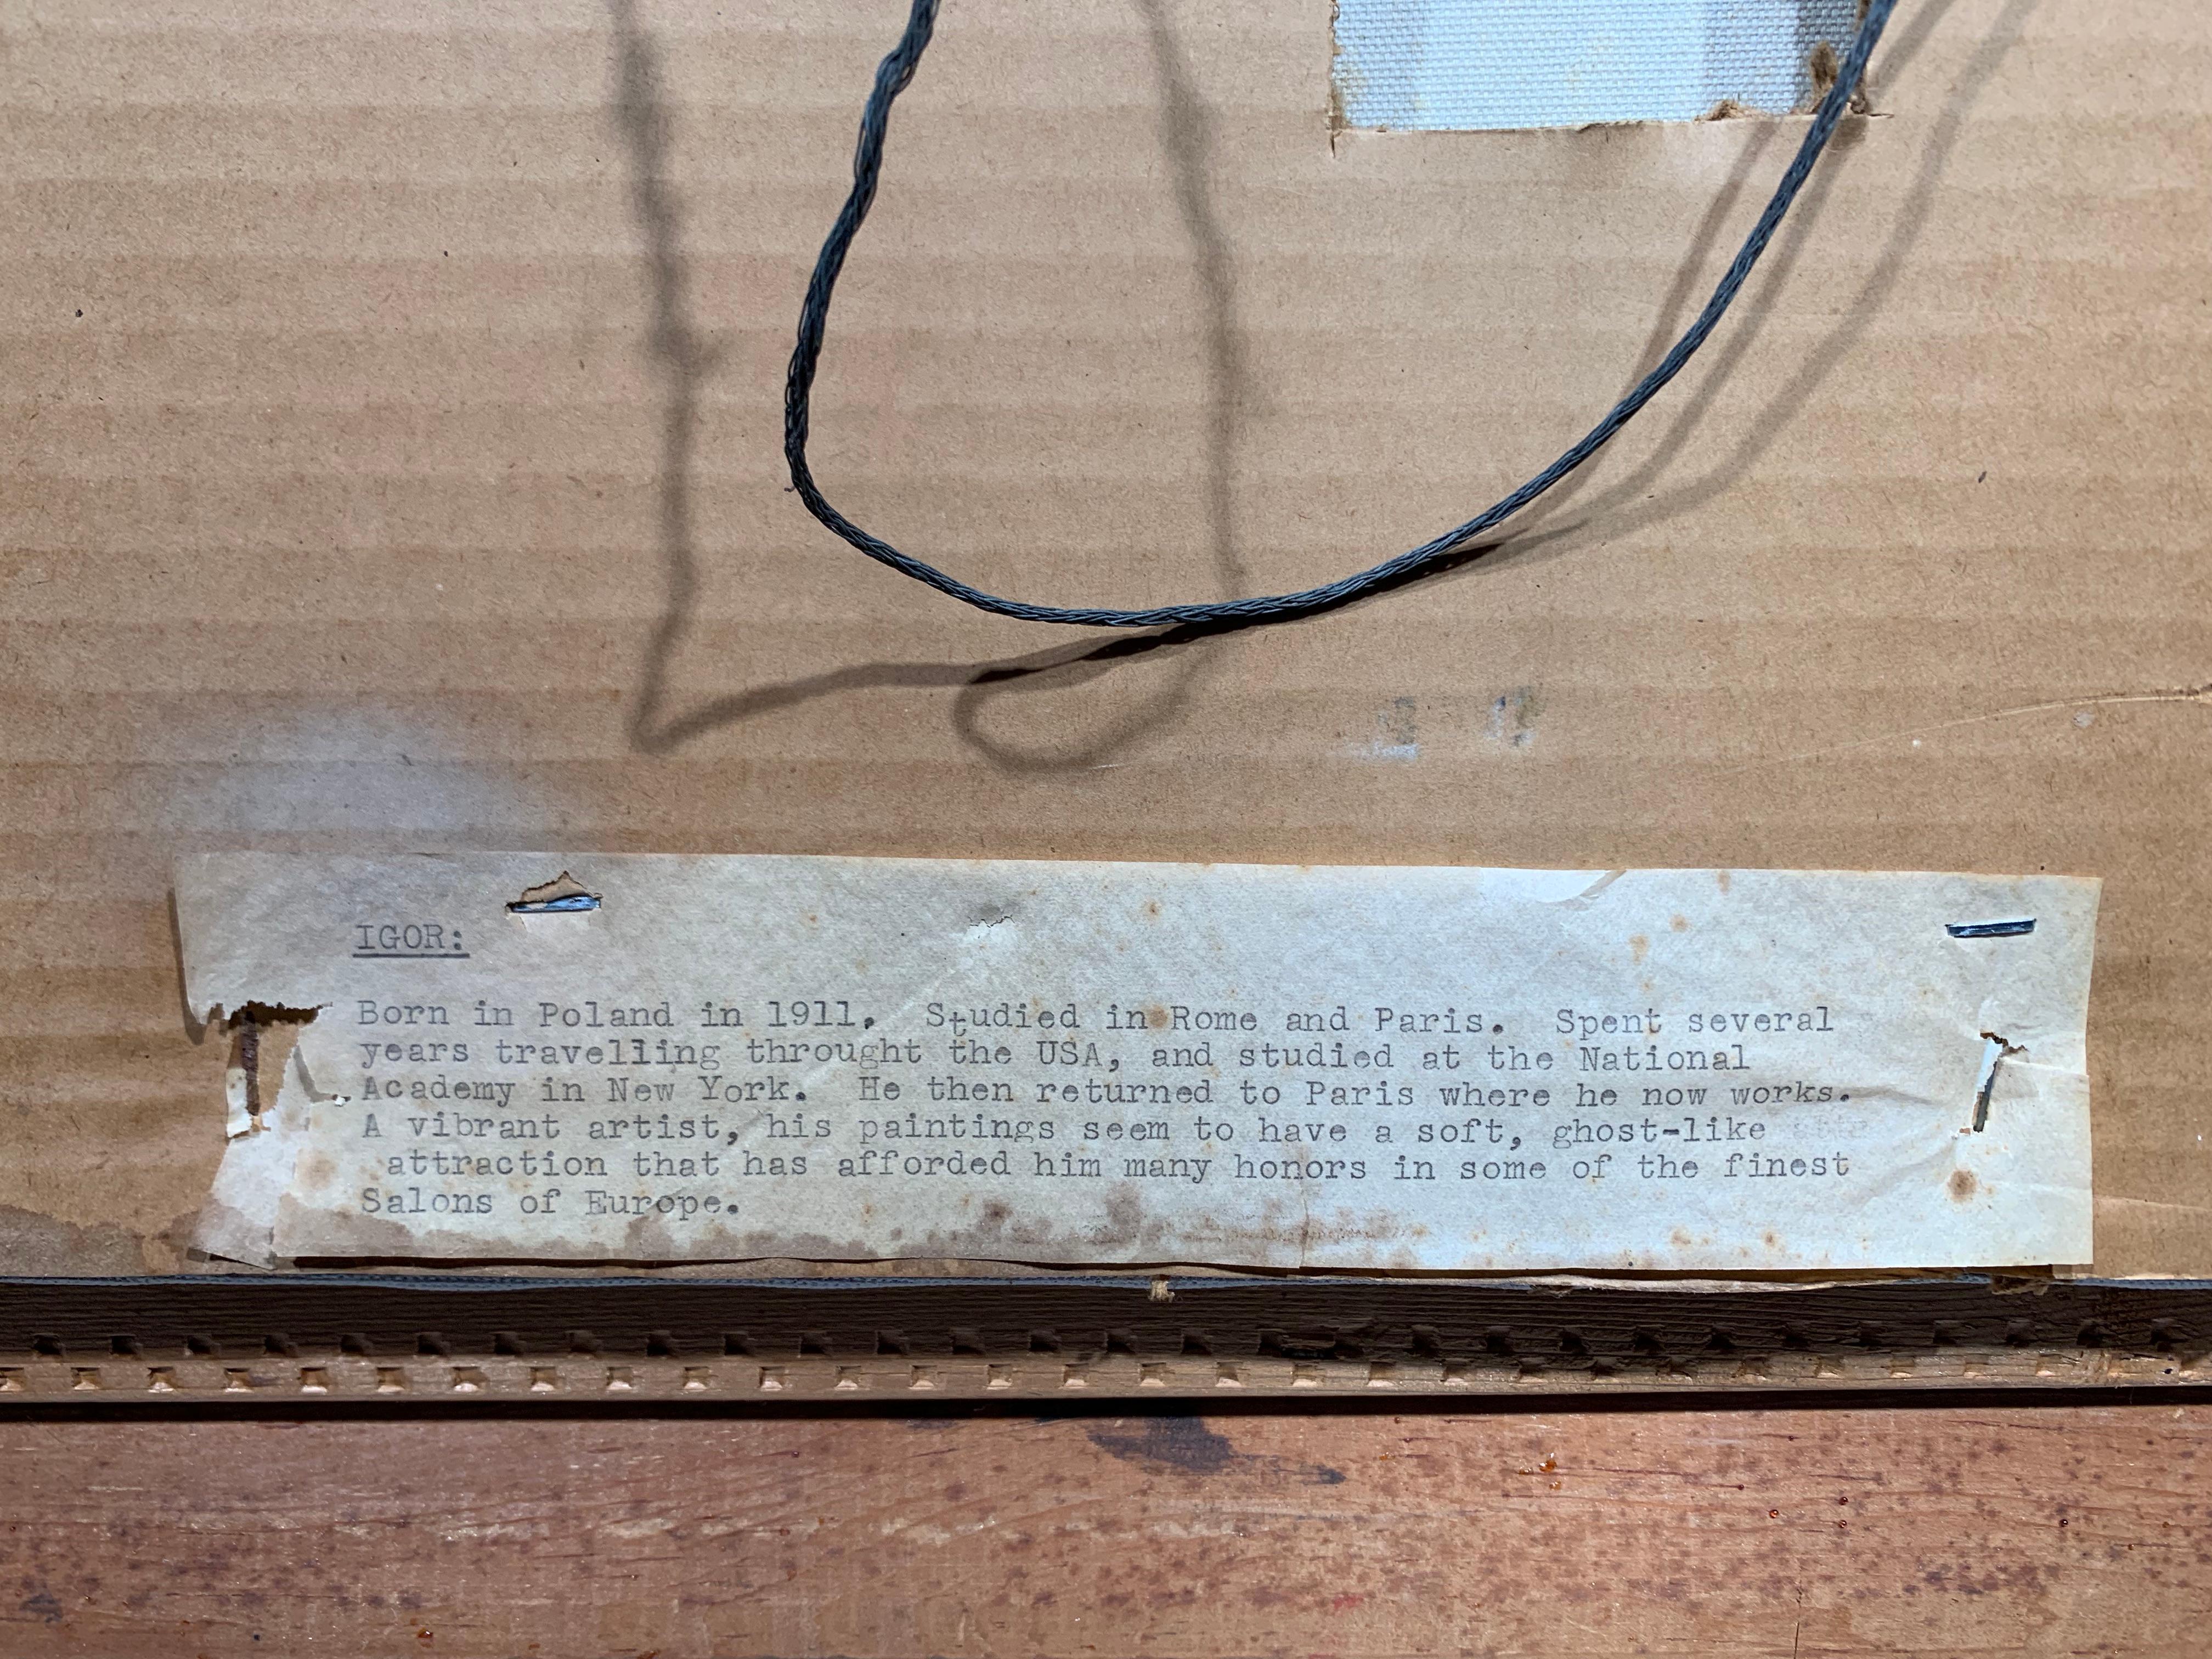 IGOR:
Born in Poland in 1911. Studied in Rome and Paris. Spent several
years travelling throught the USA, and studied at the National
Academy in New York. He then returned to Paris where he now works.
A vibrant artist, his paintings seem to have a soft, ghost-like
attraction that has afforded him many honors in some of the finest
Salons of Europe.